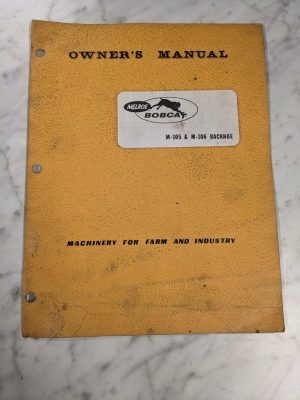 OWNER'S MANUAL
MELROE
BOBCAT
M-105 & M-106 BACKHOE
MACHINERY FOR FARM AND INDUSTRY